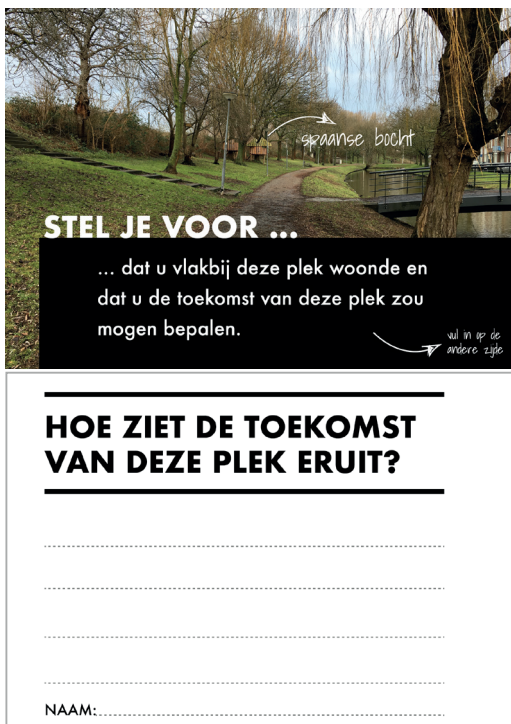 spaanse bocht
STEL JE VOOR ...
... dat u vlakbij deze plek woonde en
dat u de toekomst van deze plek zou
mogen bepalen.
vul in op de
andere zijde
HOE ZIET DE TOEKOMST
VAN DEZE PLEK ERUIT?
NAAM: